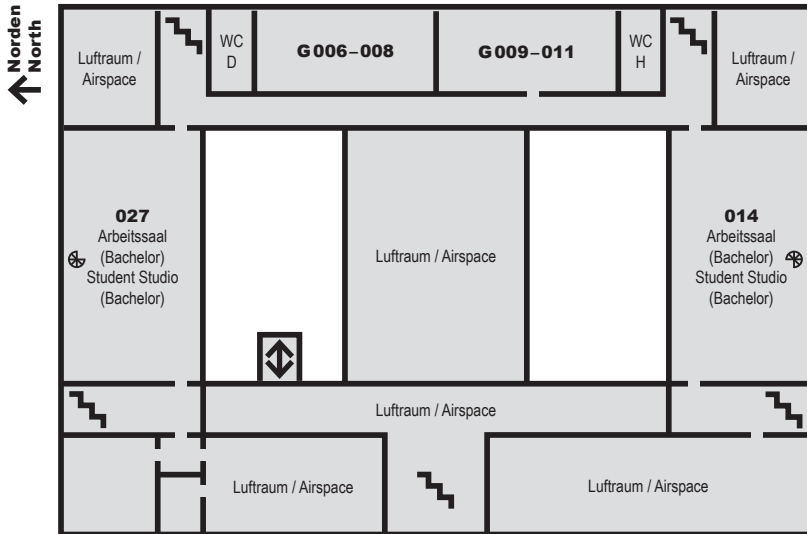 Norden
North
Luftraum /
Airspace
WC
D
G006–008
G009–011
WC
H
Luftraum /
Airspace
027
Arbeitssaal
(Bachelor)
Student Studio
(Bachelor)
Luftraum / Airspace
014
Arbeitssaal
(Bachelor)
Student Studio
(Bachelor)
Luftraum / Airspace
Luftraum / Airspace
Luftraum / Airspace